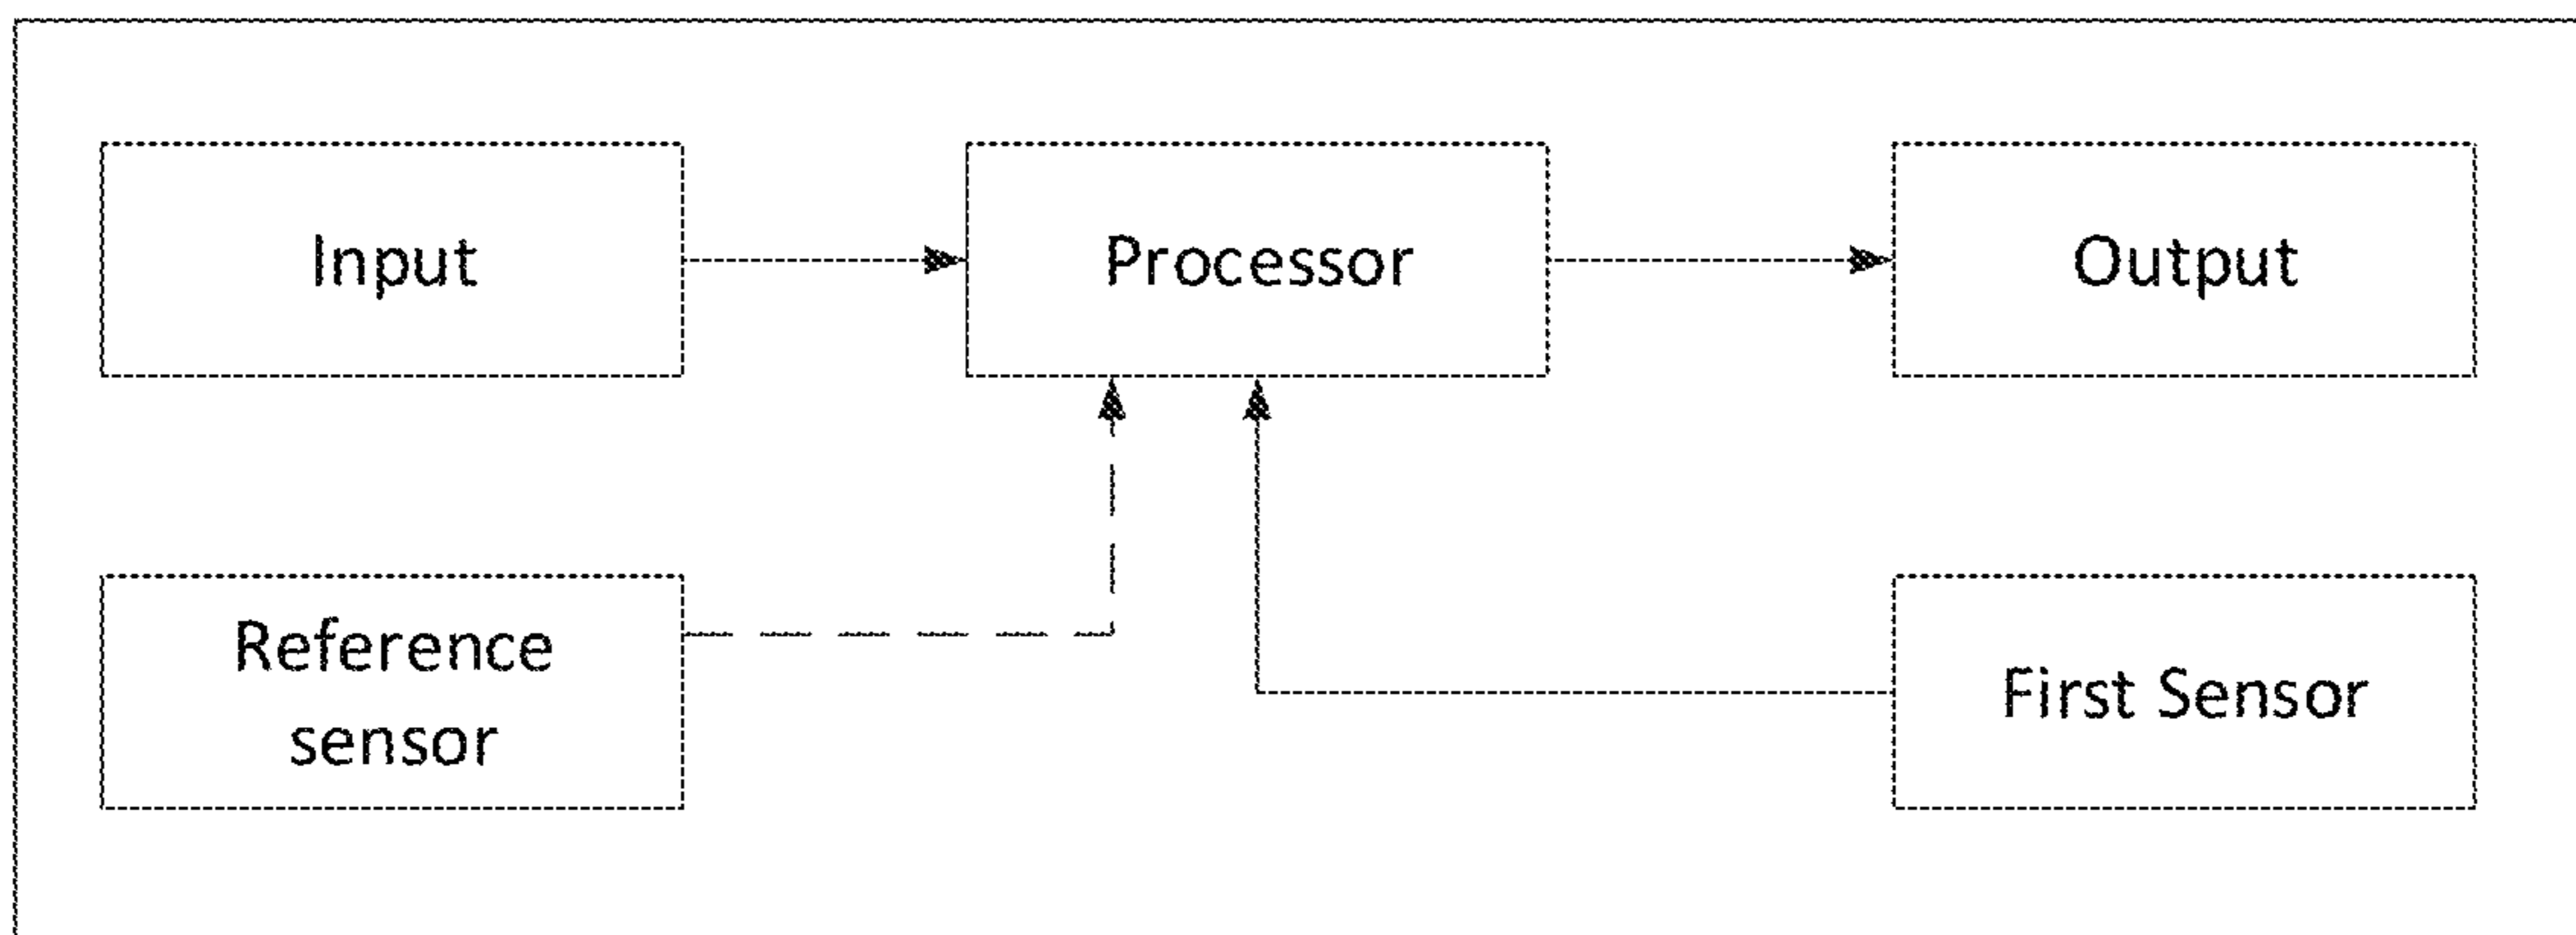 Input
Processor
Output
Reference
sensor
First Sensor